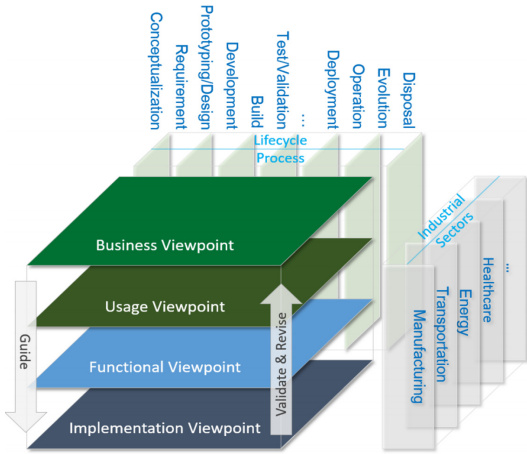 Conceptualization
Requirement
Prototyping/Design
Development
Build
Test/Validation
...
Deployment
Operation
Evolution
Disposal
Lifecycle
Process
Industrial
Sectors
Business Viewpoint
Usage Viewpoint
Functional Viewpoint
Implementation Viewpoint
Guide
Validate & Revise
Manufacturing
Transportation
Energy
Healthcare
...